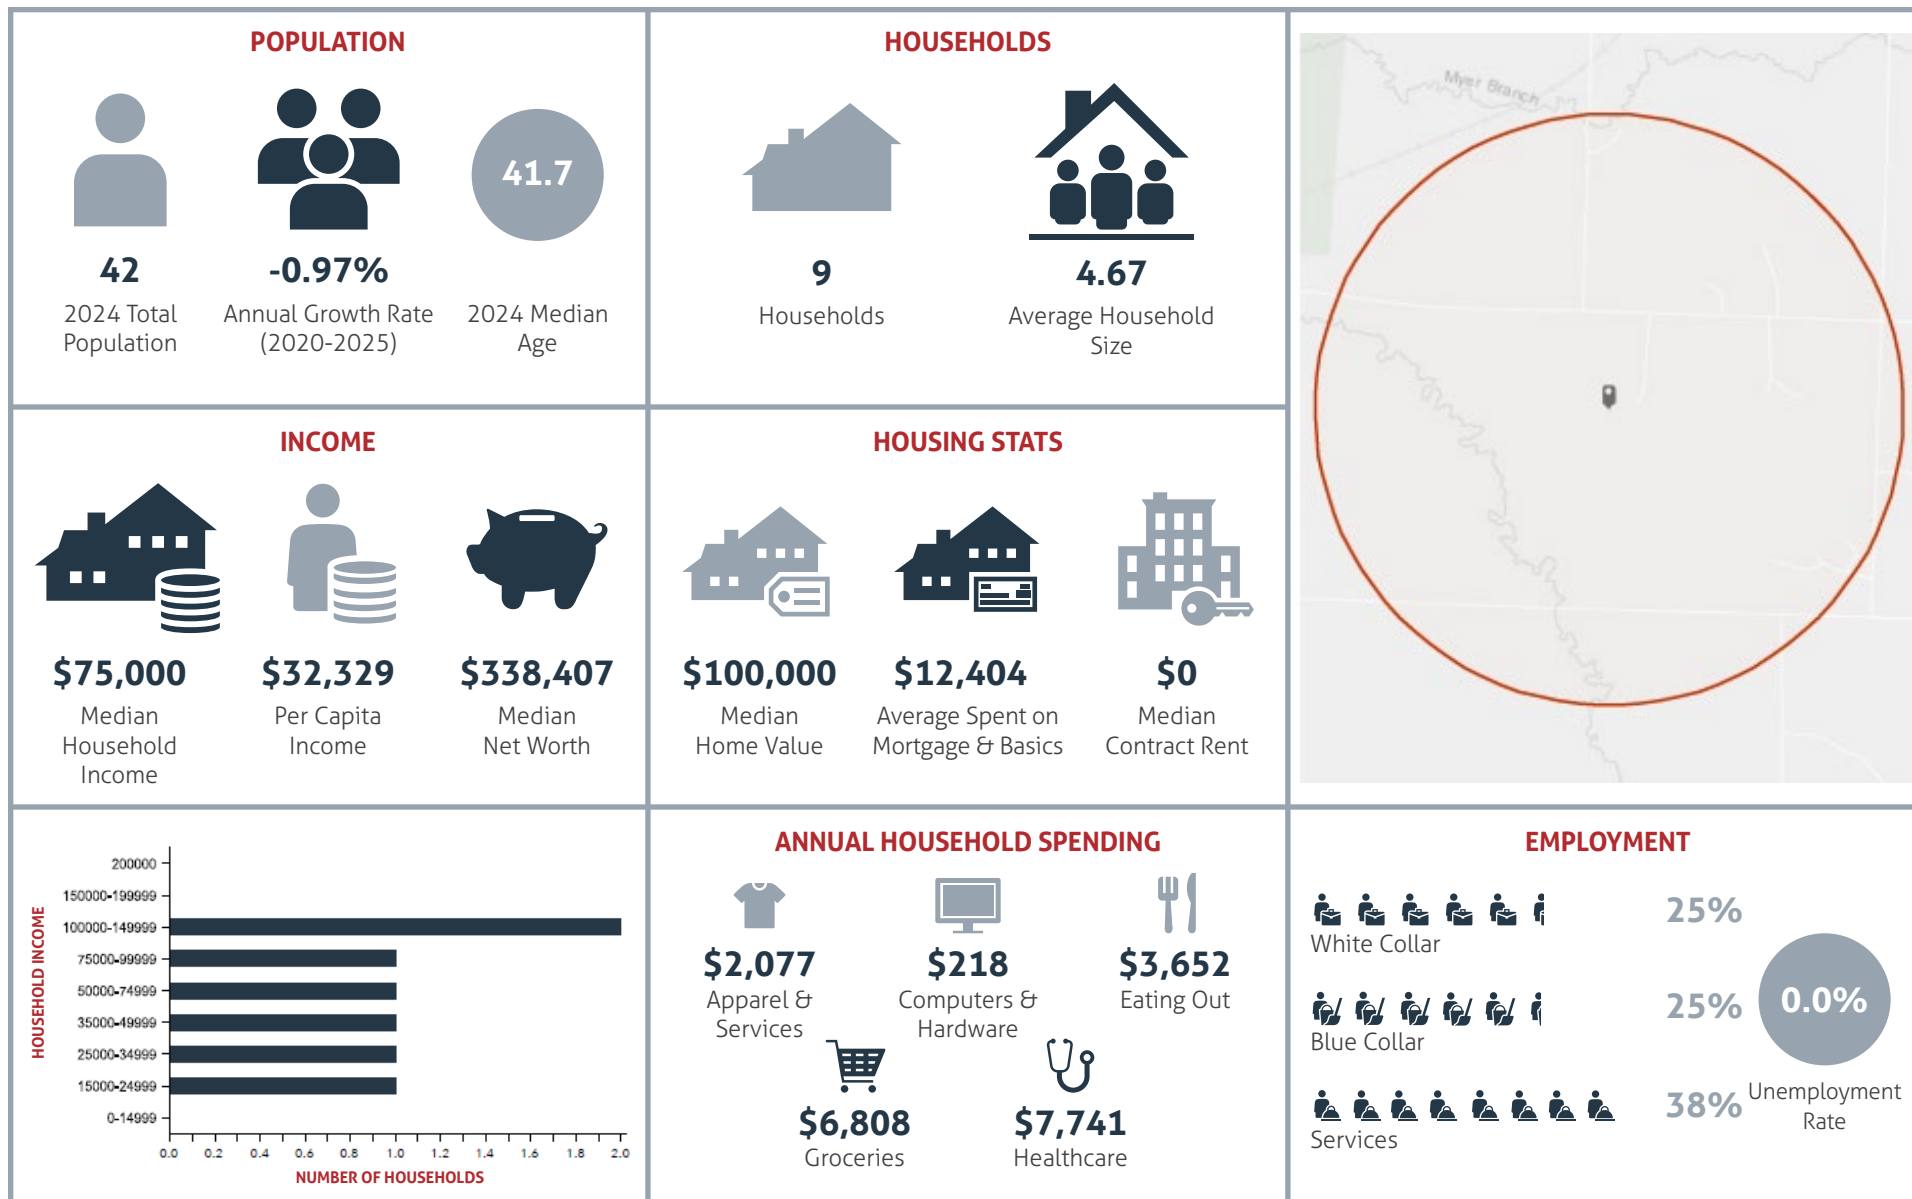 POPULATION
41.7
42
-0.97%
2024 Total
Population
Annual Growth Rate
(2020-2025)
2024 Median
Age
HOUSEHOLDS
9
4.67
Households
Average Household
Size
Myer Branch
INCOME
$75,000
$32,329
$338,407
Median
Household
Income
Per Capita
Income
Median
Net Worth
HOUSING STATS
$100,000
$12,404
$0
Median
Home Value
Average Spent on
Mortgage & Basics
Median
Contract Rent
HOUSEHOLD INCOME
200000
150000-199999
100000-149999
75000-99999
50000-74999
35000-49999
25000-34999
15000-24999
0-14999
0.0 0.2 0.4 0.6 0.8 1.0 1.2 1.4 1.6 1.8 2.0
NUMBER OF HOUSEHOLDS
ANNUAL HOUSEHOLD SPENDING
$2,077
$218
$3,652
Apparel &
Services
Computers &
Hardware
Eating Out
$6,808
$7,741
Groceries
Healthcare
EMPLOYMENT
25%
White Collar
25%
Blue Collar
38%
Services
0.0%
Unemployment
Rate